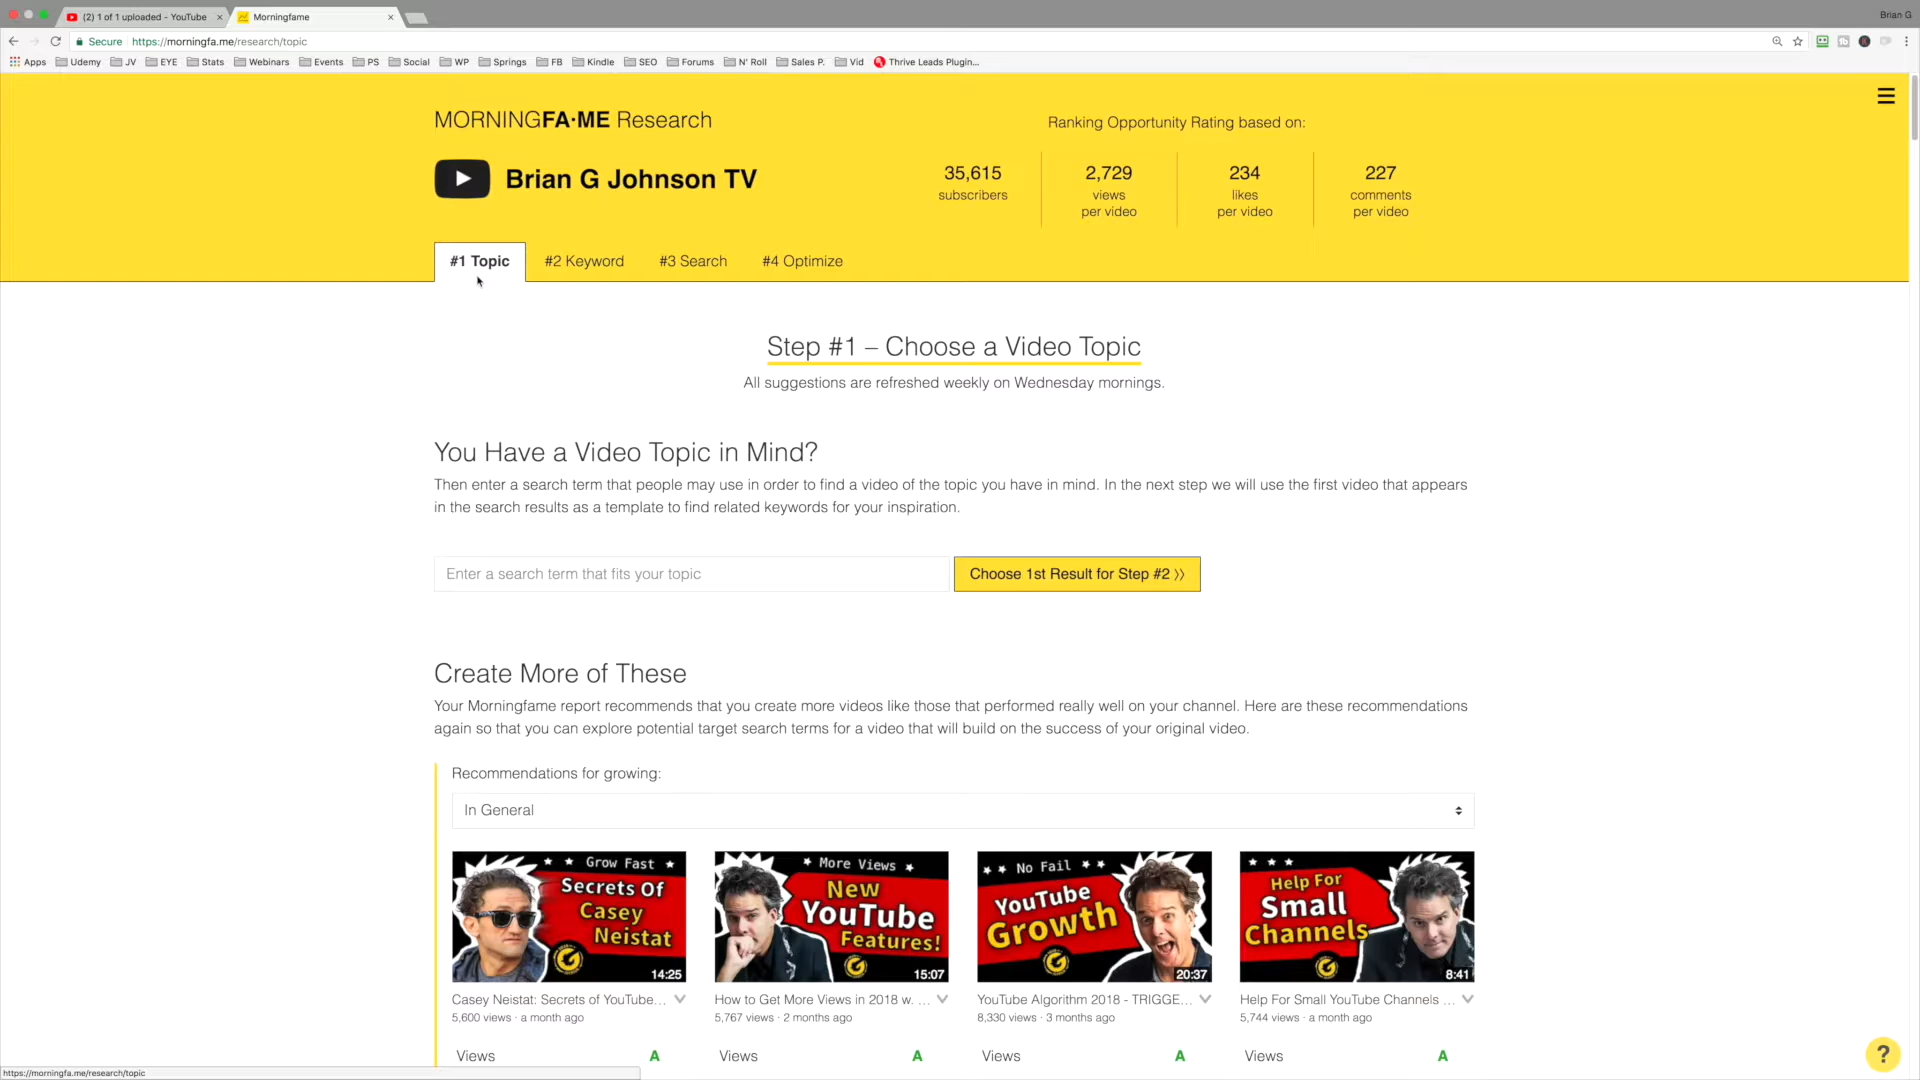 (2) 1 of 1 uploaded - YouTube
Morningfame
Brian G
Secure
https://morningfa.me/research/topic
Apps
Udemy
JV
EYE
Stats
Webinars
Events
PS
Social
WP
Springs
FB
Kindle
SEO
Forums
N' Roll
Sales P.
Vid
Thrive Leads Plugin...
MORNINGFA·ME Research
Brian G Johnson TV
Ranking Opportunity Rating based on:
35,615
subscribers
2,729
views
per video
234
likes
per video
227
comments
per video
#1 Topic
#2 Keyword
#3 Search
#4 Optimize
Step #1 – Choose a Video Topic
All suggestions are refreshed weekly on Wednesday mornings.
You Have a Video Topic in Mind?
Then enter a search term that people may use in order to find a video of the topic you have in mind. In the next step we will use the first video that appears
in the search results as a template to find related keywords for your inspiration.
Enter a search term that fits your topic
Choose 1st Result for Step #2 ⟩⟩
Create More of These
Your Morningfame report recommends that you create more videos like those that performed really well on your channel. Here are these recommendations
again so that you can explore potential target search terms for a video that will build on the success of your original video.
Recommendations for growing:
In General
Grow Fast
Secrets Of
Casey
Neistat
14:25
More Views
New
YouTube
Features!
15:07
No Fail
YouTube
Growth
20:37
Help For
Small
Channels
8:41
Casey Neistat: Secrets of YouTube...
5,600 views · a month ago
Views
A
How to Get More Views in 2018 w. ...
5,767 views · 2 months ago
Views
A
YouTube Algorithm 2018 - TRIGGE...
8,330 views · 3 months ago
Views
A
Help For Small YouTube Channels ...
5,744 views · a month ago
Views
A
?
https://morningfa.me/research/topic